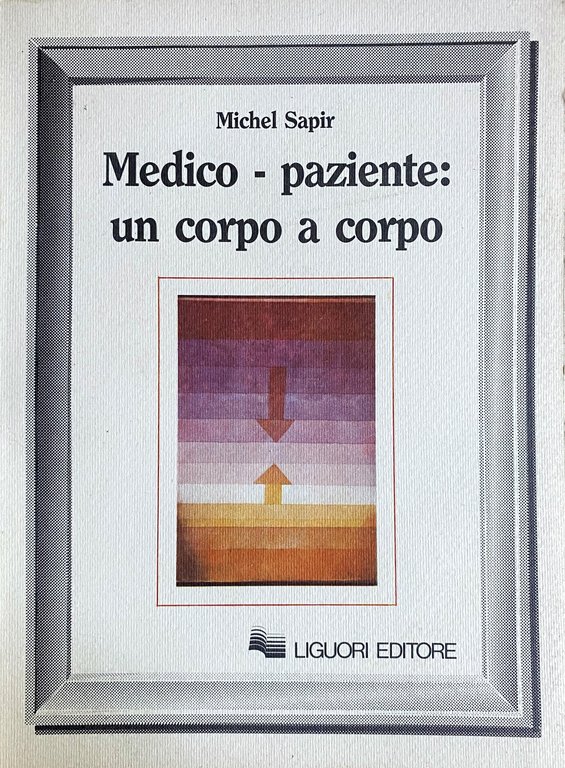 Michel Sapir
Medico - paziente:
un corpo a corpo
LIGUORI EDITORE